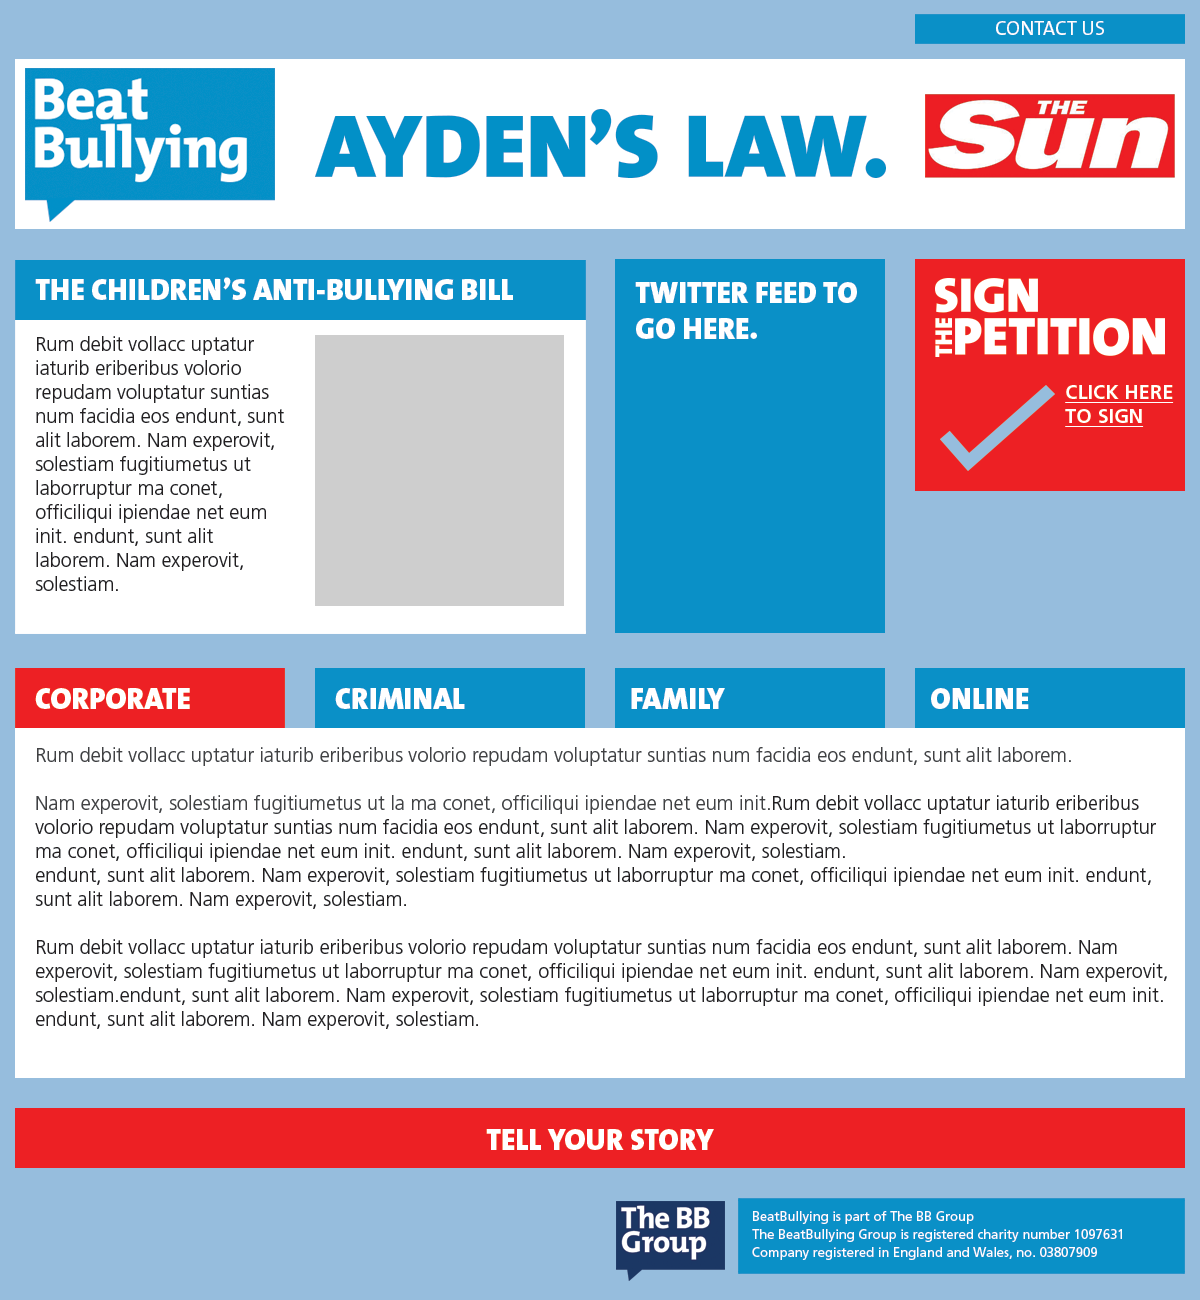 CONTACT US
Beat
Bullying
AYDEN'S LAW.
THE
Sun
THE CHILDREN'S ANTI-BULLYING BILL
Rum debit vollacc uptatur
iaturib eriberibus volorio
repudam voluptatur suntias
num facidia eos endunt, sunt
alit laborem. Nam experovit,
solestiam fugitiumetus ut
laborruptur ma conet,
officiliqui ipiendae net eum
init. endunt, sunt alit
laborem. Nam experovit,
solestiam.
TWITTER FEED TO
GO HERE.
SIGN
THE PETITION
CLICK HERE
TO SIGN
CORPORATE
CRIMINAL
FAMILY
ONLINE
Rum debit vollacc uptatur iaturib eriberibus volorio repudam voluptatur suntias num facidia eos endunt, sunt alit laborem.
Nam experovit, solestiam fugitiumetus ut la ma conet, officiliqui ipiendae net eum init.Rum debit vollacc uptatur iaturib eriberibus
volorio repudam voluptatur suntias num facidia eos endunt, sunt alit laborem. Nam experovit, solestiam fugitiumetus ut laborruptur
ma conet, officiliqui ipiendae net eum init. endunt, sunt alit laborem. Nam experovit, solestiam.
endunt, sunt alit laborem. Nam experovit, solestiam fugitiumetus ut laborruptur ma conet, officiliqui ipiendae net eum init. endunt,
sunt alit laborem. Nam experovit, solestiam.
Rum debit vollacc uptatur iaturib eriberibus volorio repudam voluptatur suntias num facidia eos endunt, sunt alit laborem. Nam
experovit, solestiam fugitiumetus ut laborruptur ma conet, officiliqui ipiendae net eum init. endunt, sunt alit laborem. Nam experovit,
solestiam.endunt, sunt alit laborem. Nam experovit, solestiam fugitiumetus ut laborruptur ma conet, officiliqui ipiendae net eum init.
endunt, sunt alit laborem. Nam experovit, solestiam.
TELL YOUR STORY
The BB
Group
BeatBullying is part of The BB Group
The BeatBullying Group is registered charity number 1097631
Company registered in England and Wales, no. 03807909